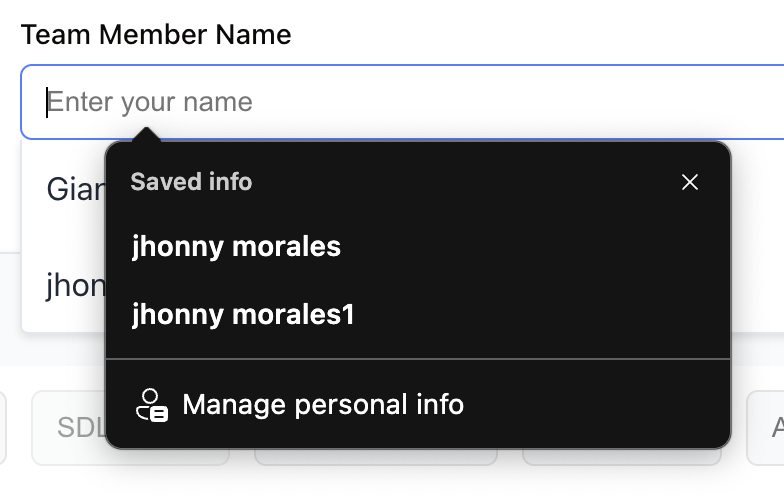 Team Member Name
Enter your name
Saved info
jhonny morales
jhonny morales1
Manage personal info